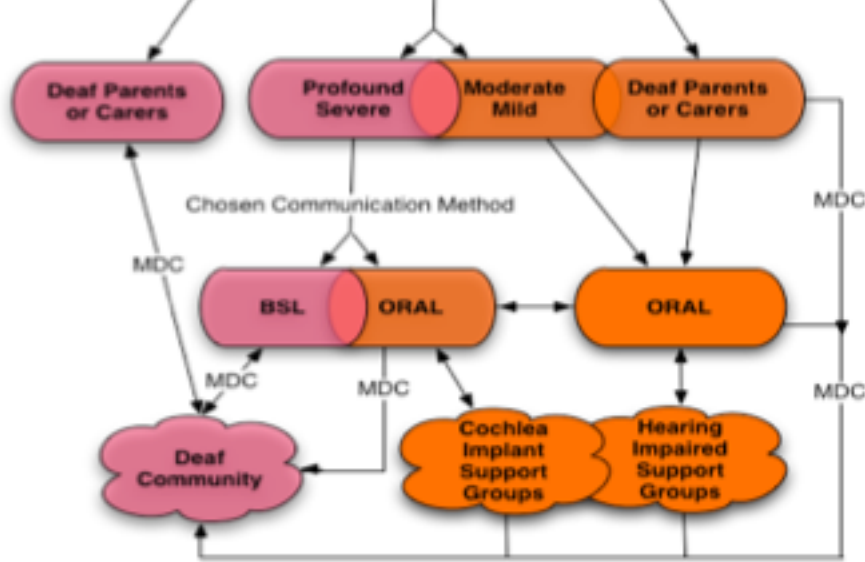 Deaf Parents
or Carers
Profound
Severe
Moderate
Mild
Deaf Parents
or Carers
MDC
Chosen Communication Method
MDC
BSL
ORAL
ORAL
MDC
MDC
MDC
Deaf
Community
Cochlea
Implant
Support
Groups
Hearing
Impaired
Support
Groups